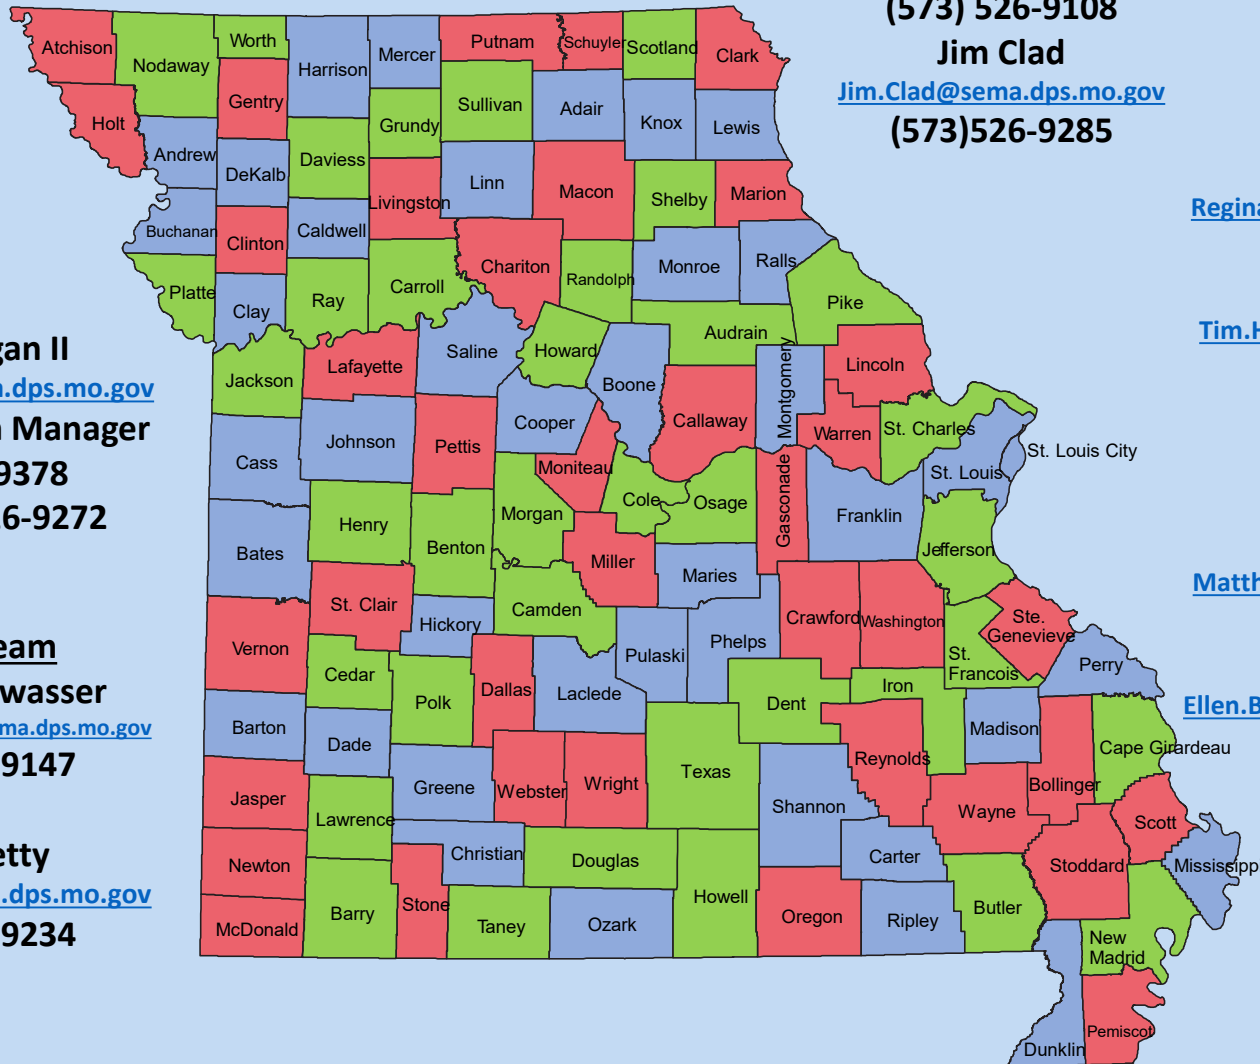 (573) 526-9108
Jim Clad
Jim.Clad@sema.dps.mo.gov
(573)526-9285
Atchison
Nodaway
Worth
Harrison
Mercer
Putnam
Schuyler
Scotland
Clark
Holt
Gentry
Grundy
Sullivan
Adair
Knox
Lewis
Andrew
DeKalb
Daviess
Livingston
Linn
Macon
Shelby
Marion
Buchanan
Clinton
Caldwell
Chariton
Randolph
Monroe
Ralls
Platte
Clay
Ray
Carroll
Pike
Jackson
Lafayette
Saline
Howard
Boone
Audrain
Montgomery
Lincoln
Cass
Johnson
Pettis
Cooper
Moniteau
Callaway
Warren
St. Charles
St. Louis
St. Louis City
Bates
Henry
Benton
Morgan
Cole
Osage
Gasconade
Franklin
Jefferson
Miller
Maries
Vernon
St. Clair
Hickory
Camden
Pulaski
Phelps
Crawford
Washington
St.
Francois
Ste.
Genevieve
Perry
Cedar
Polk
Dallas
Laclede
Dent
Iron
Madison
Barton
Dade
Greene
Webster
Wright
Texas
Reynolds
Bollinger
Cape Girardeau
Jasper
Lawrence
Christian
Douglas
Shannon
Wayne
Scott
Newton
Barry
Stone
Taney
Ozark
Howell
Carter
Stoddard
Mississipp
McDonald
Oregon
Ripley
Butler
New
Madrid
Dunklin
Pemiscot
gan II
.dps.mo.gov
Manager
9378
6-9272
eam
wasser
ma.dps.mo.gov
9147
etty
.dps.mo.gov
9234
Regina
Tim.H
Matth
Ellen.B